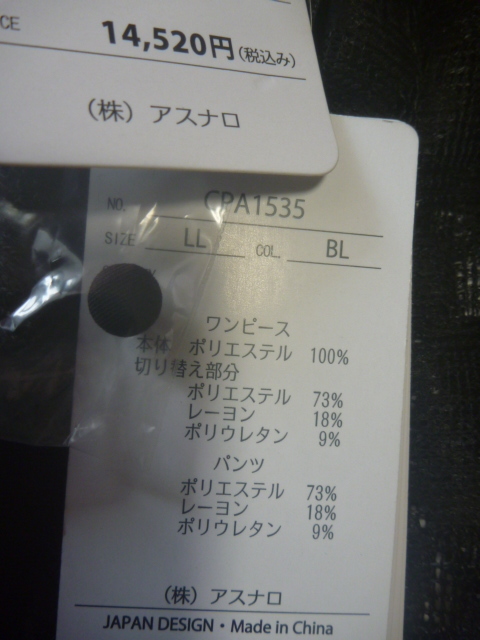 CE 14,520円(税込み)
(株) アスナロ
NO. CPA1535
SIZE LL COL. BL
ワンピース
本体 ポリエステル 100%
切り替え部分
ポリエステル 73%
レーヨン 18%
ポリウレタン 9%
パンツ
ポリエステル 73%
レーヨン 18%
ポリウレタン 9%
(株) アスナロ
JAPAN DESIGN・Made in China